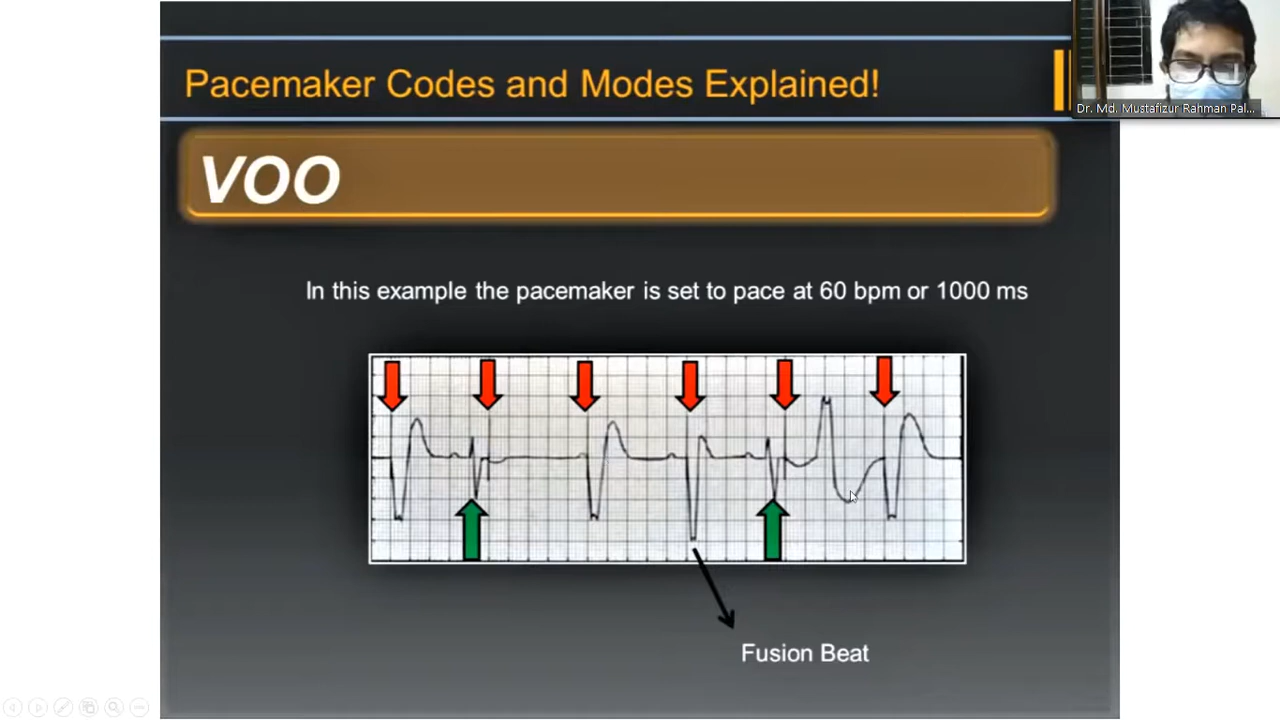 Pacemaker Codes and Modes Explained!
Dr. Md. Mustafizur Rahman Pal...
VOO
In this example the pacemaker is set to pace at 60 bpm or 1000 ms
Fusion Beat